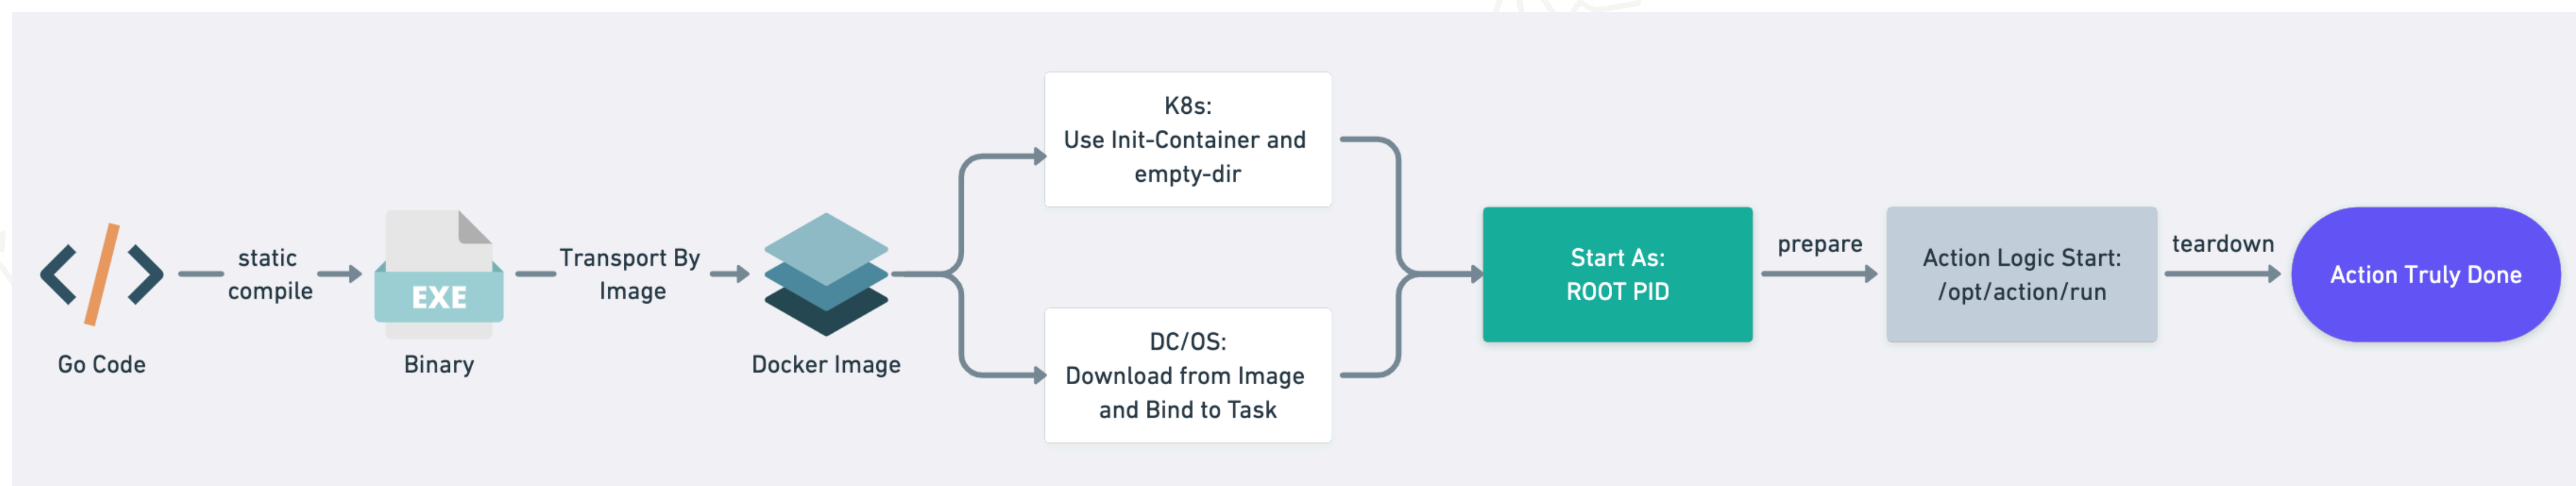 Go Code
static
compile
EXE
Binary
Transport By
Image
Docker Image
K8s:
Use Init-Container and
empty-dir
DC/OS:
Download from Image
and Bind to Task
Start As:
ROOT PID
prepare
Action Logic Start:
/opt/action/run
teardown
Action Truly Done